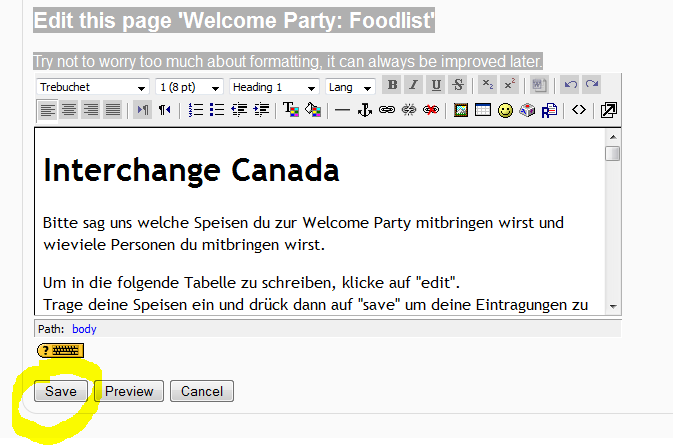 Edit this page 'Welcome Party: Foodlist'
Try not to worry too much about formatting, it can always be improved later.
Trebuchet 1 (8 pt) Heading 1 Lang B I U S x₂ x²
Interchange Canada
Bitte sag uns welche Speisen du zur Welcome Party mitbringen wirst und
wieviele Personen du mitbringen wirst.
Um in die folgende Tabelle zu schreiben, klicke auf "edit".
Trage deine Speisen ein und drück dann auf "save" um deine Eintragungen zu
Path: body
?
Save Preview Cancel